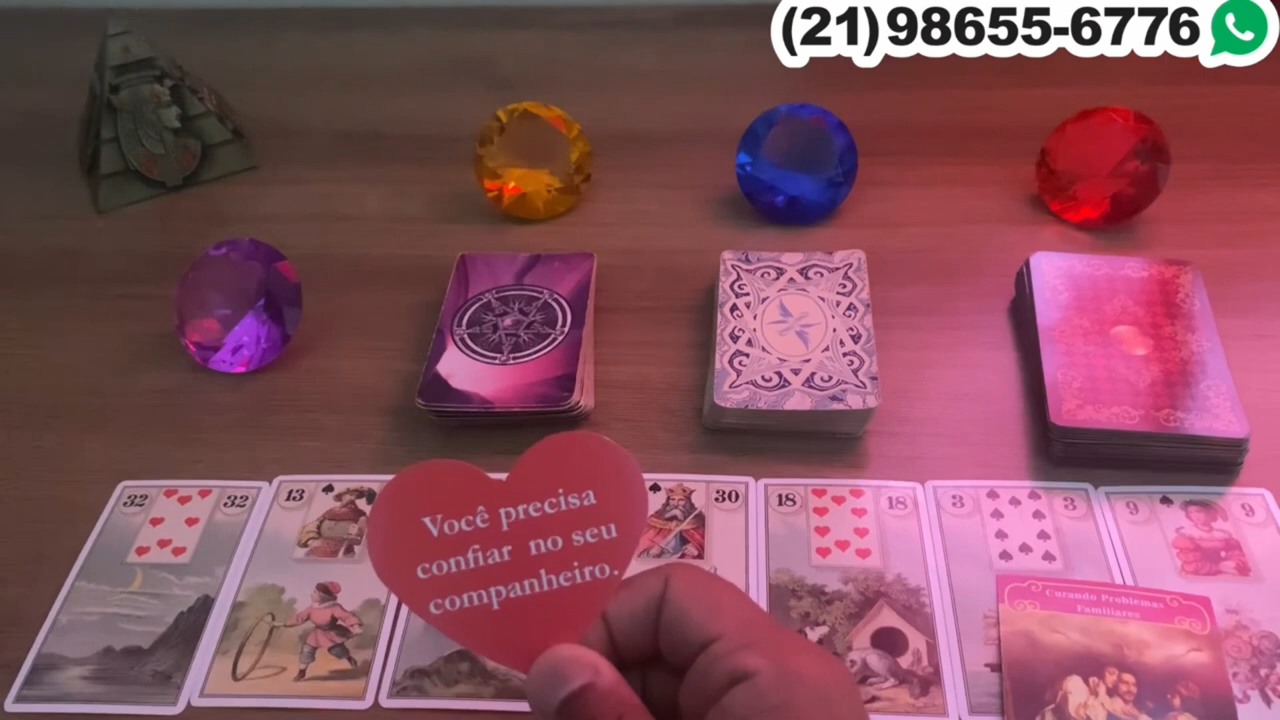 (21)98655-6776
Você precisa
confiar no seu
companheiro.
32 32
13
30
18 18
3 3
9 9
Curando Problemas
Familiares